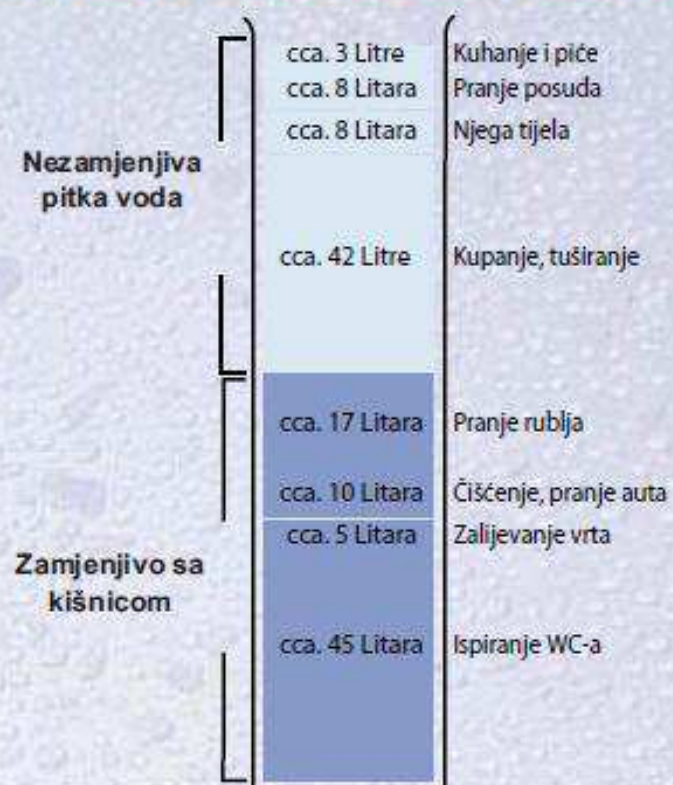 cca. 3 Litre Kuhanje i piće
cca. 8 Litara Pranje posuda
cca. 8 Litara Njega tijela
Nezamjenjiva
pitka voda
cca. 42 Litre Kupanje, tuširanje
cca. 17 Litara Pranje rublja
cca. 10 Litara Čišćenje, pranje auta
cca. 5 Litara Zalijevanje vrta
Zamjenjivo sa
kišnicom
cca. 45 Litara Ispiranje WC-a